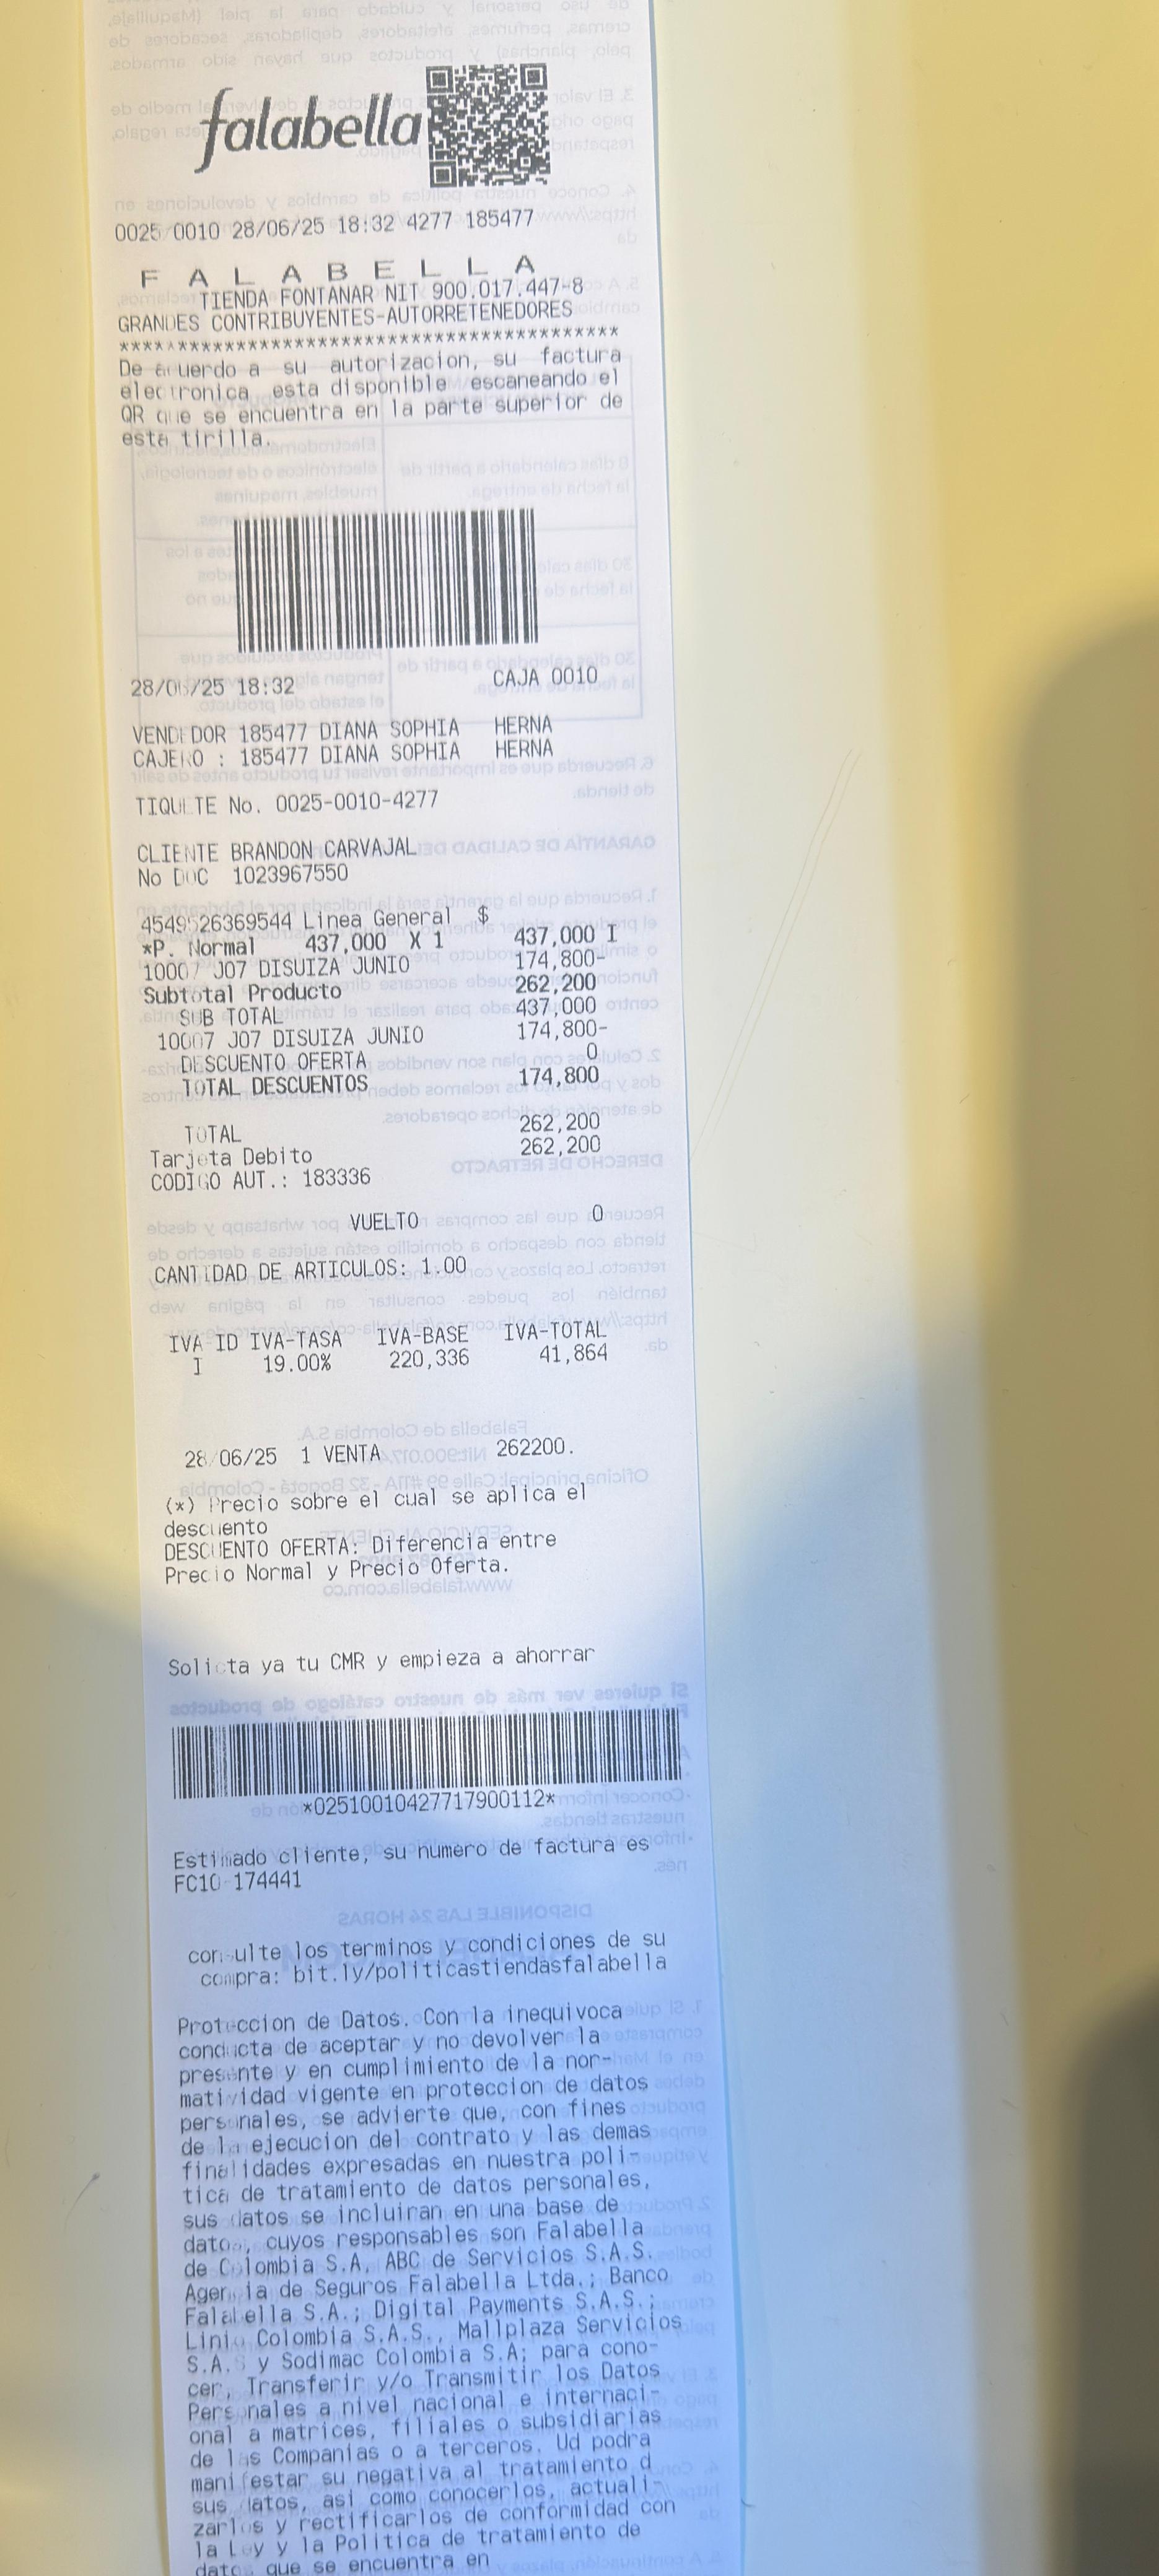 falabella
0025 0010 28/06/25 18:32 4277 185477
F A L A B E L L A
TIENDA FONTANAR NIT 900.017.447-8
GRANDES CONTRIBUYENTES-AUTORRETENEDORES
*******************************************
De acuerdo a su autorizacion, su factura
electronica esta disponible escaneando el
QR que se encuentra en la parte superior de
esta tirilla.
28/06/25 18:32 CAJA 0010
VENDEDOR 185477 DIANA SOPHIA HERNA
CAJERO : 185477 DIANA SOPHIA HERNA
TIQUETE No. 0025-0010-4277
CLIENTE BRANDON CARVAJAL
No DOC 1023967550
4549526369544 Linea General $
*P. Normal 437,000 X 1 437,000 I
10007 J07 DISUIZA JUNIO 174,800-
Subtotal Producto 262,200
SUB TOTAL 437,000
10007 J07 DISUIZA JUNIO 174,800-
DESCUENTO OFERTA 0
TOTAL DESCUENTOS 174,800
TOTAL 262,200
Tarjeta Debito 262,200
CODIGO AUT.: 183336
VUELTO 0
CANTIDAD DE ARTICULOS: 1.00
IVA ID IVA-TASA IVA-BASE IVA-TOTAL
I 19.00% 220,336 41,864
28/06/25 1 VENTA 262200.
(*) Precio sobre el cual se aplica el
descuento
DESCUENTO OFERTA: Diferencia entre
Precio Normal y Precio Oferta.
Solicita ya tu CMR y empieza a ahorrar
*02510010427717900112*
Estimado cliente, su numero de factura es
FC10-174441
consulte los terminos y condiciones de su
compra: bit.ly/politicastiendasfalabella
Proteccion de Datos. Con la inequivoca
conducta de aceptar y no devolver la
presente y en cumplimiento de la nor-
matividad vigente en proteccion de datos
personales, se advierte que, con fines
de la ejecucion del contrato y las demas
finalidades expresadas en nuestra poli-
tica de tratamiento de datos personales,
sus datos se incluiran en una base de
datos, cuyos responsables son Falabella
de Colombia S.A, ABC de Servicios S.A.S.
Agencia de Seguros Falabella Ltda.; Banco
Falabella S.A.; Digital Payments S.A.S.;
Linio Colombia S.A.S., Mallplaza Servicios
S.A.S y Sodimac Colombia S.A; para cono-
cer, Transferir y/o Transmitir los Datos
Personales a nivel nacional e internaci-
onal a matrices, filiales o subsidiarias
de las Companias o a terceros. Ud podra
manifestar su negativa al tratamiento d
sus datos, asi como conocerlos, actuali-
zarlos y rectificarlos de conformidad con
la Ley y la Politica de tratamiento de
datos que se encuentra en